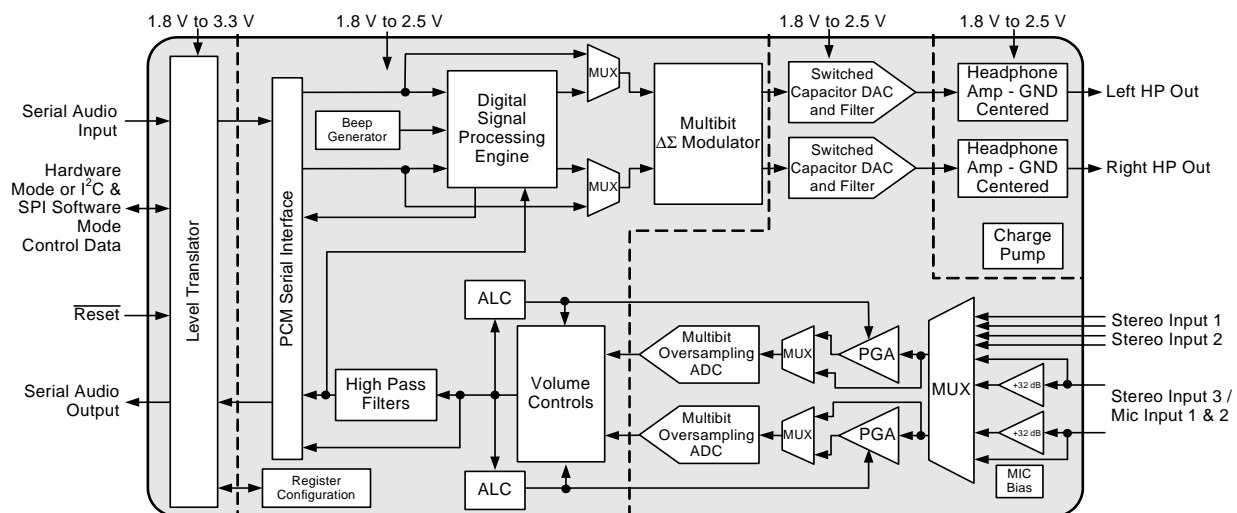 1.8 V to 3.3 V
1.8 V to 2.5 V
1.8 V to 2.5 V
1.8 V to 2.5 V
Serial Audio
Input
Hardware
Mode or I²C &
SPI Software
Mode
Control Data
Reset
Serial Audio
Output
Level Translator
PCM Serial Interface
Register
Configuration
Beep
Generator
Digital
Signal
Processing
Engine
MUX
MUX
Multibit
ΔΣ Modulator
Switched
Capacitor DAC
and Filter
Switched
Capacitor DAC
and Filter
Headphone
Amp - GND
Centered
Headphone
Amp - GND
Centered
Left HP Out
Right HP Out
Charge
Pump
ALC
High Pass
Filters
Volume
Controls
ALC
Multibit
Oversampling
ADC
Multibit
Oversampling
ADC
MUX
MUX
PGA
PGA
MUX
+32 dB
+32 dB
MIC
Bias
Stereo Input 1
Stereo Input 2
Stereo Input 3 /
Mic Input 1 & 2